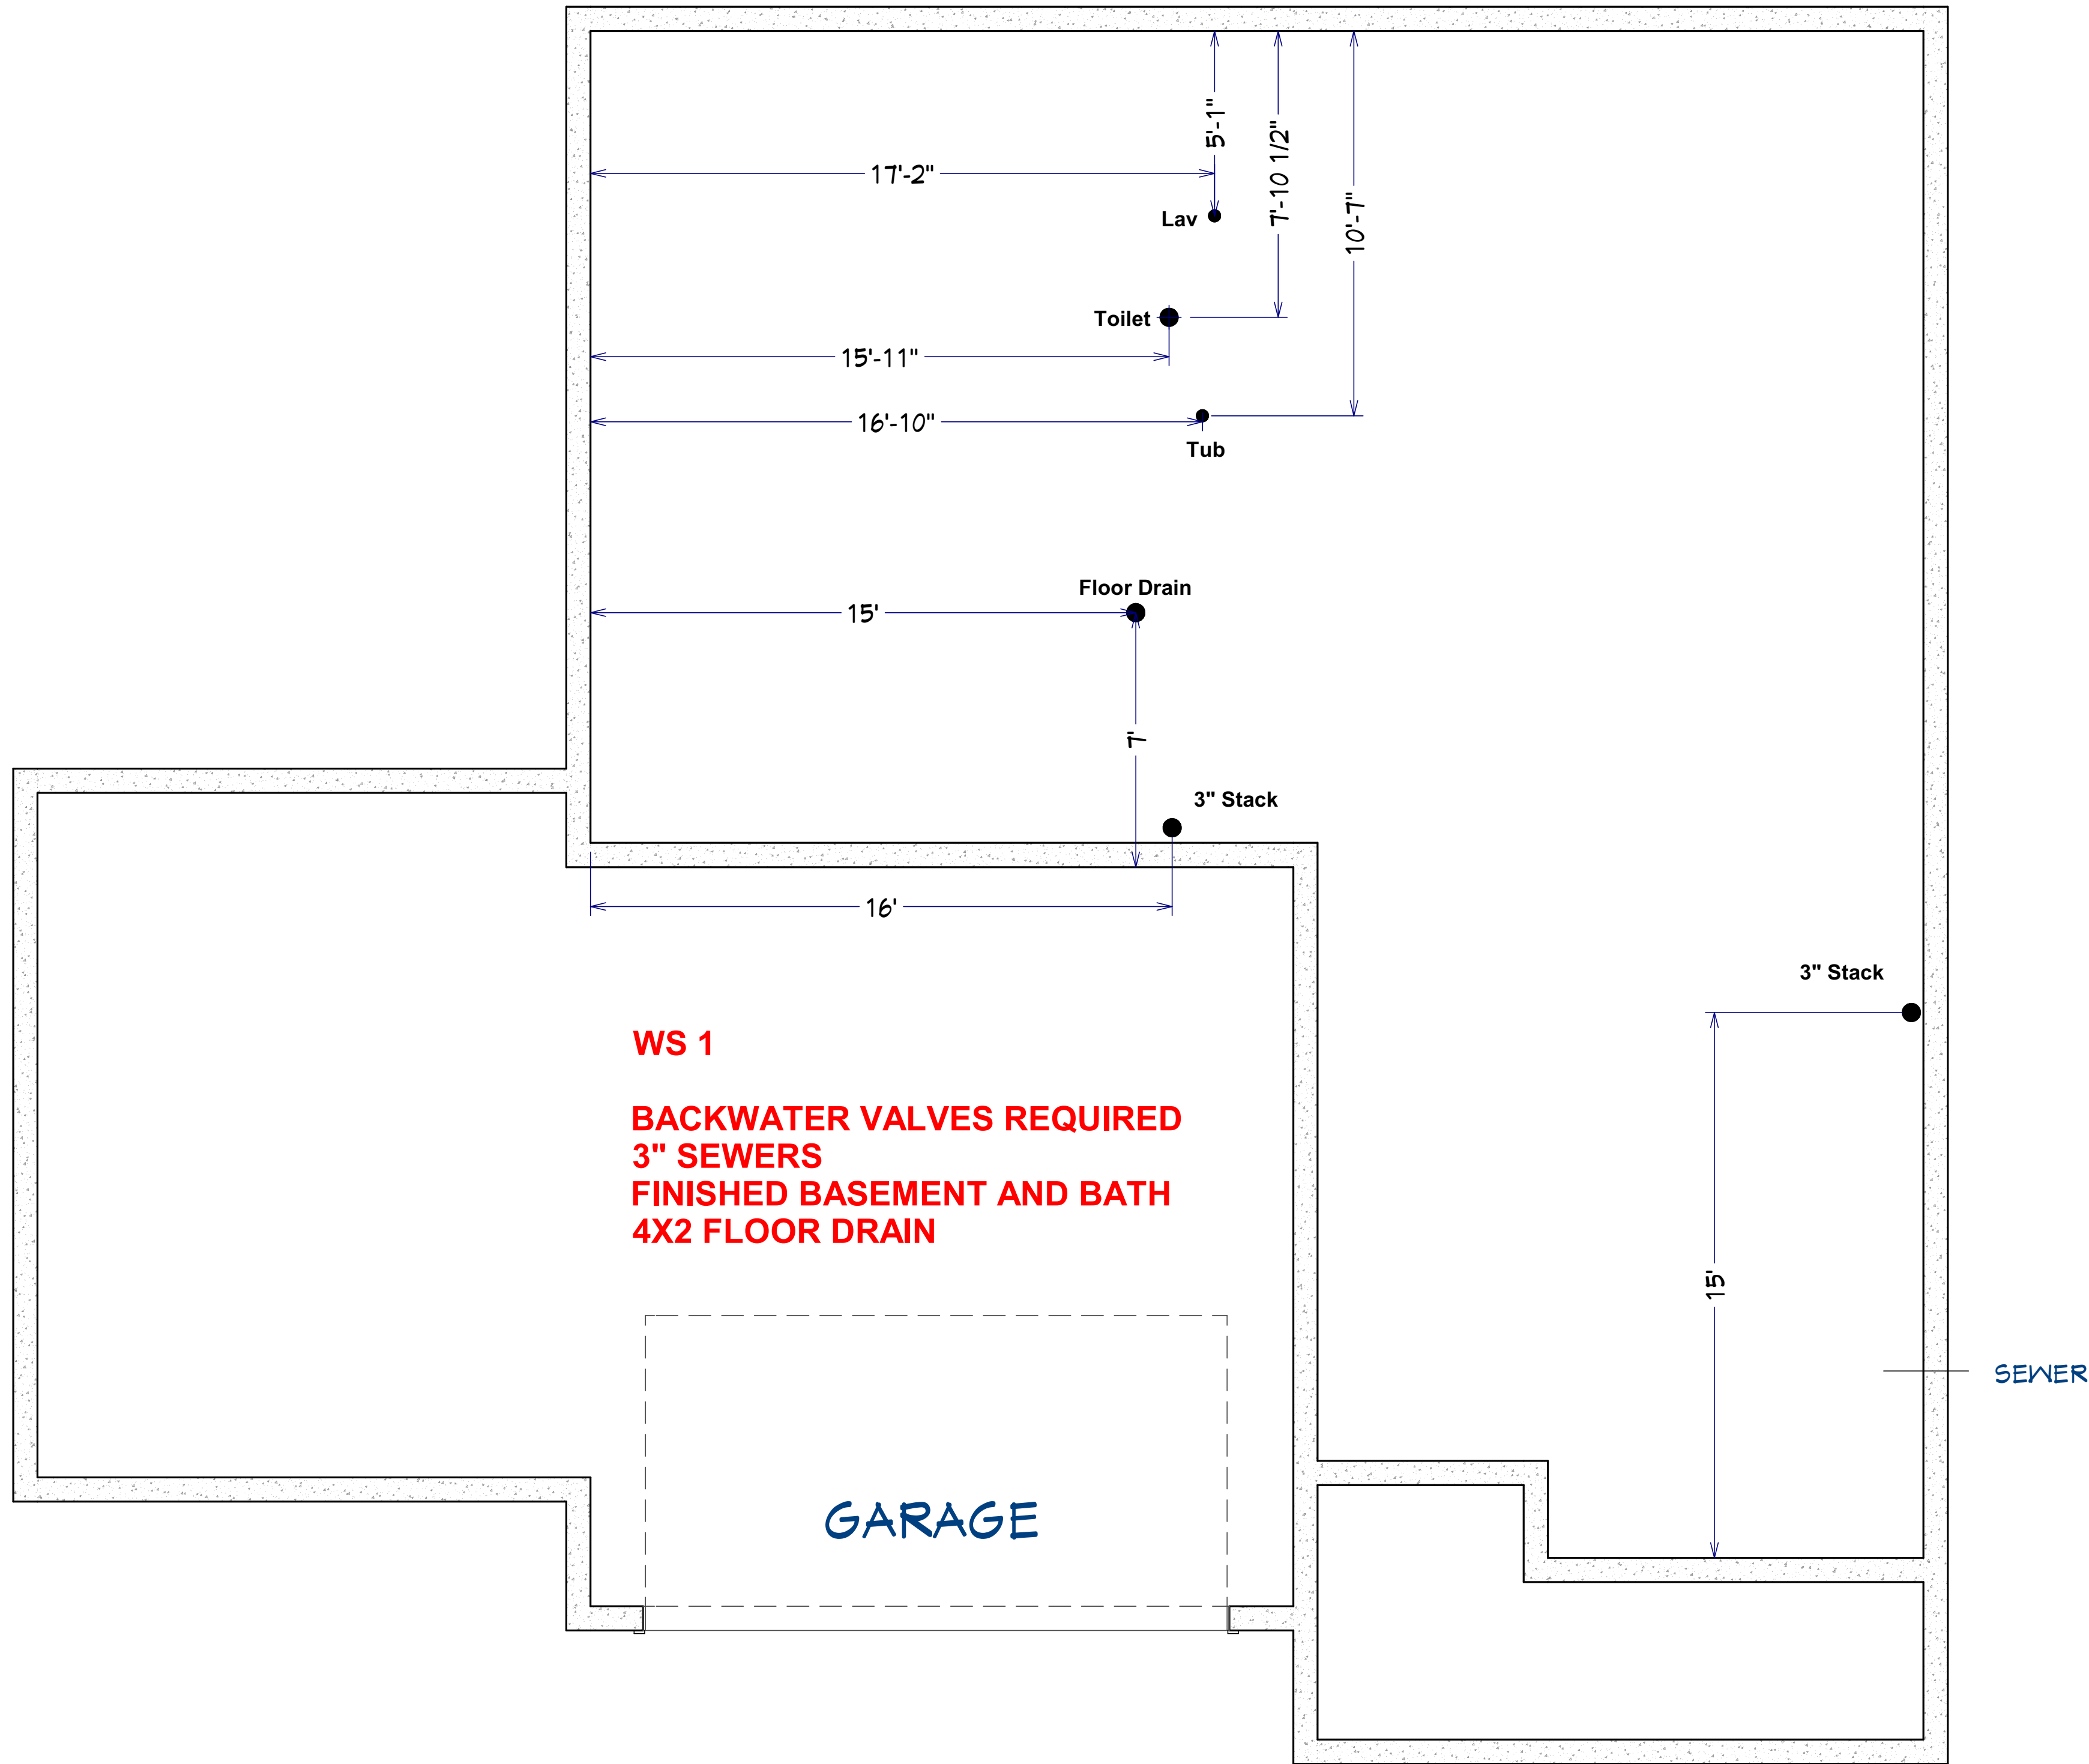 5'-1"
7'-10 1/2"
17'-2"
10'-7"
Lav
Toilet
15'-11"
16'-10"
Tub
Floor Drain
15'
7'
3" Stack
16'
3" Stack
WS 1
BACKWATER VALVES REQUIRED
3" SEWERS
FINISHED BASEMENT AND BATH
4X2 FLOOR DRAIN
15'
SEWER
GARAGE